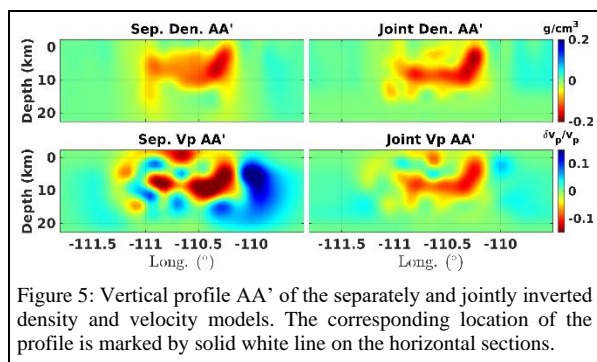 Sep. Den. AA'
Joint Den. AA'
g/cm³
Depth (km)
0
10
20
0.2
0
-0.2
Sep. Vp AA'
Joint Vp AA'
δvp/vp
Depth (km)
0
10
20
0.1
0
-0.1
-111.5 -111 -110.5 -110
-111.5 -111 -110.5 -110
Long. (°)
Long. (°)
Figure 5: Vertical profile AA' of the separately and jointly inverted
density and velocity models. The corresponding location of the
profile is marked by solid white line on the horizontal sections.